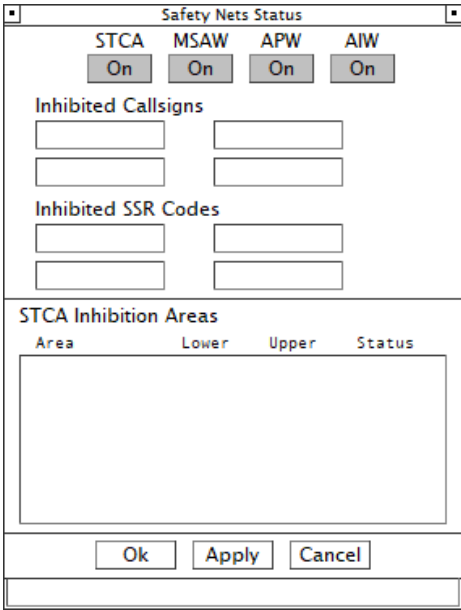 Safety Nets Status
STCA MSAW APW AIW
On On On On
Inhibited Callsigns
Inhibited SSR Codes
STCA Inhibition Areas
Area Lower Upper Status
Ok Apply Cancel